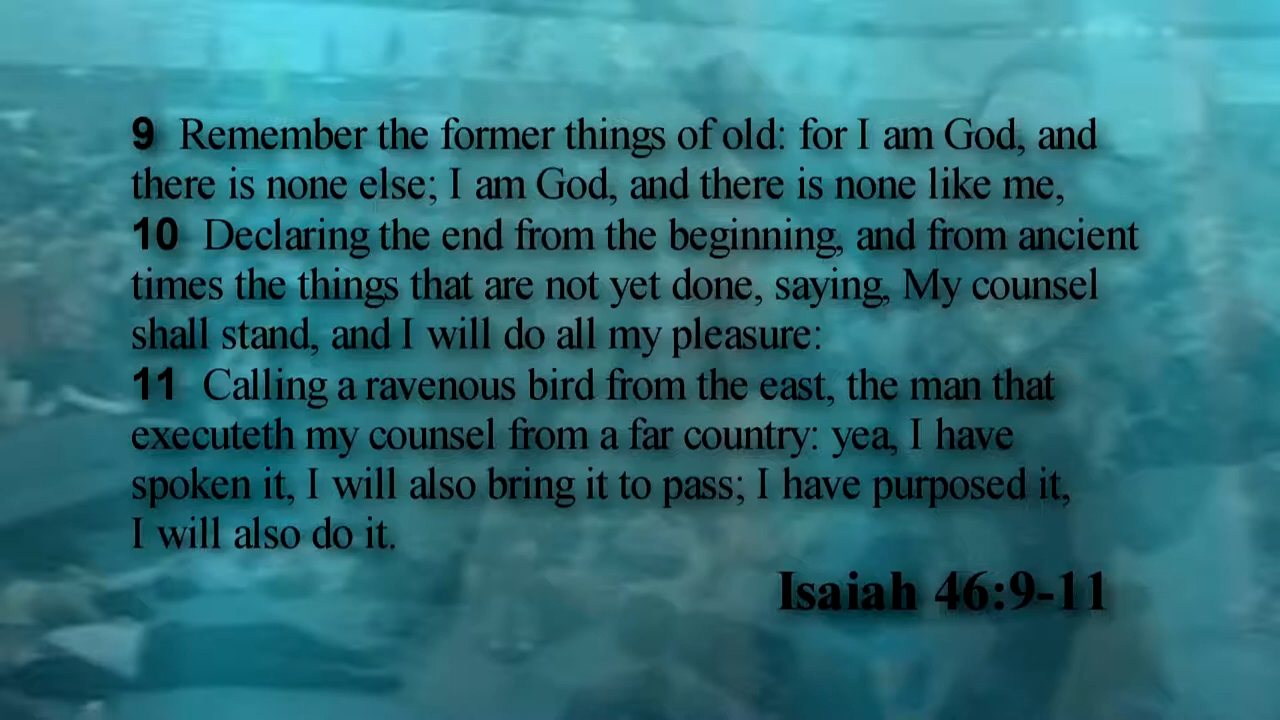 9 Remember the former things of old: for I am God, and
there is none else; I am God, and there is none like me,
10 Declaring the end from the beginning, and from ancient
times the things that are not yet done, saying, My counsel
shall stand, and I will do all my pleasure:
11 Calling a ravenous bird from the east, the man that
executeth my counsel from a far country: yea, I have
spoken it, I will also bring it to pass; I have purposed it,
I will also do it.
Isaiah 46:9-11